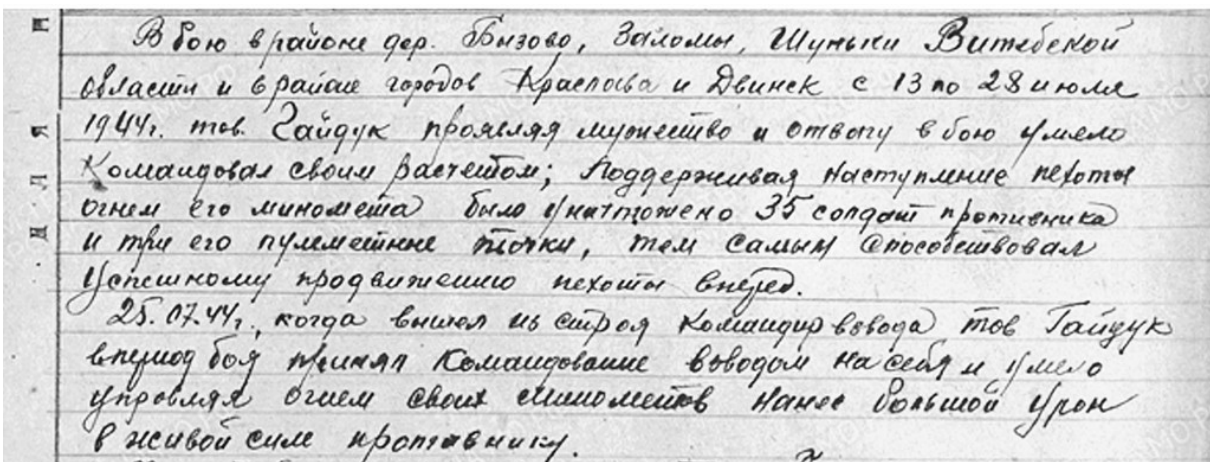 В бою в районе дер. Бызово, Заломы, Шуньки Витебской
области и в районе городов Краслава и Двинск с 13 по 28 июля
1944г. тов. Гайдук проявляя мужество и отвагу в бою умело
командовал своим расчетом; поддерживая наступление пехоты
огнем его миномета было уничтожено 35 солдат противника
и три его пулеметные точки, тем самым способствовал
успешному продвижению пехоты вперед.
25.07.44г., когда вышел из строя командир взвода тов Гайдук
в период боя принял командование взводом на себя и умело
управляя огнем своих минометов нанес большой урон
в живой силе противнику.